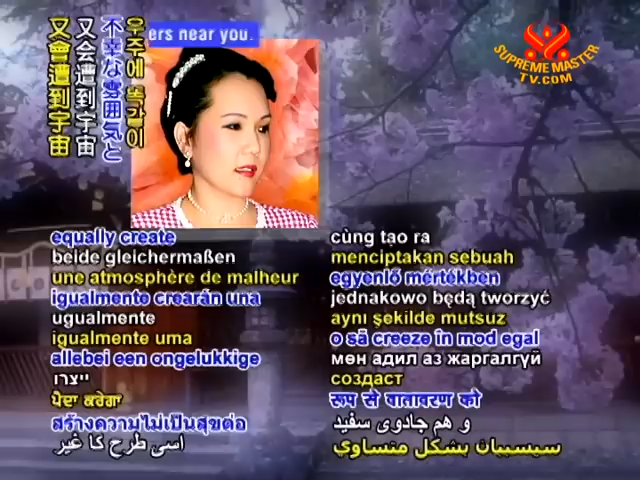 ers near you.
SUPREME MASTER
TV.COM
우주에 똑같이
不幸な雰囲気と
又会遭到宇宙
又會遭到宇宙
equally create
beide gleichermaßen
une atmosphère de malheur
igualmente crearán una
ugualmente
igualmente uma
allebei een ongelukkige
ייצרו
ਪੈਦਾ ਕਰੇਗਾ
สร้างความไม่เป็นสุขต่อ
اسی طرح کا غیر
cùng tạo ra
menciptakan sebuah
egyenlő mértékben
jednakowo będą tworzyć
aynı şekilde mutsuz
o să creeze în mod egal
мөн адил аз жаргалгүй
создаст
रूप से वातावरण को
و هم جادوی سفید
سيسببان بشكل متساوي